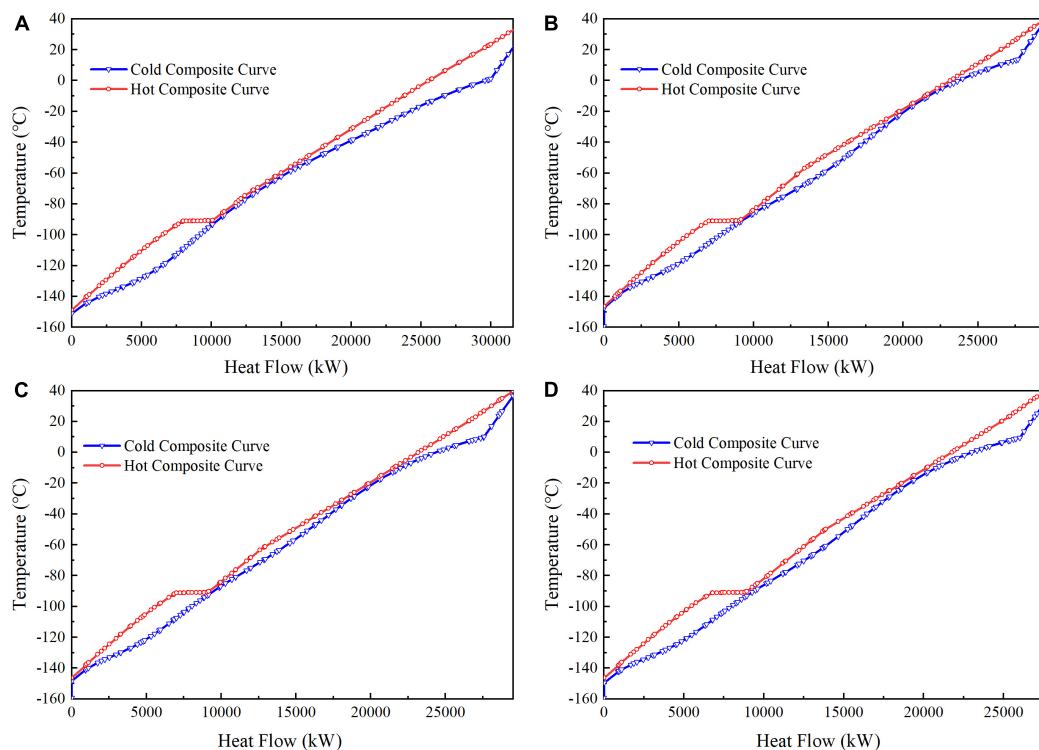 A
40
20
0
-20
-40
-60
-80
-100
-120
-140
-160
Temperature (°C)
Cold Composite Curve
Hot Composite Curve
0 5000 10000 15000 20000 25000 30000
Heat Flow (kW)
B
40
20
0
-20
-40
-60
-80
-100
-120
-140
-160
Temperature (°C)
Cold Composite Curve
Hot Composite Curve
0 5000 10000 15000 20000 25000
Heat Flow (kW)
C
40
20
0
-20
-40
-60
-80
-100
-120
-140
-160
Temperature (°C)
Cold Composite Curve
Hot Composite Curve
0 5000 10000 15000 20000 25000
Heat Flow (kW)
D
40
20
0
-20
-40
-60
-80
-100
-120
-140
-160
Temperature (°C)
Cold Composite Curve
Hot Composite Curve
0 5000 10000 15000 20000 25000
Heat Flow (kW)